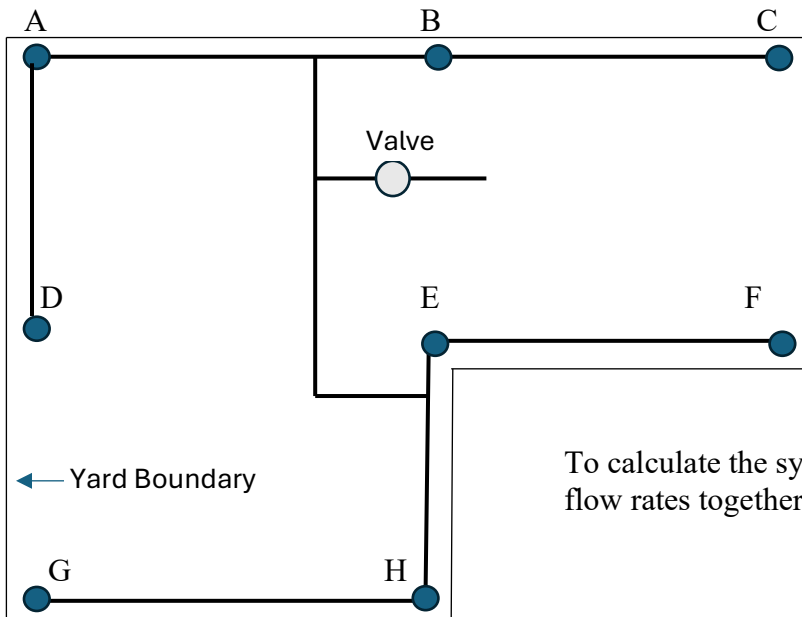 A B C
Valve
D E F
Yard Boundary
To calculate the sy
flow rates together
G H